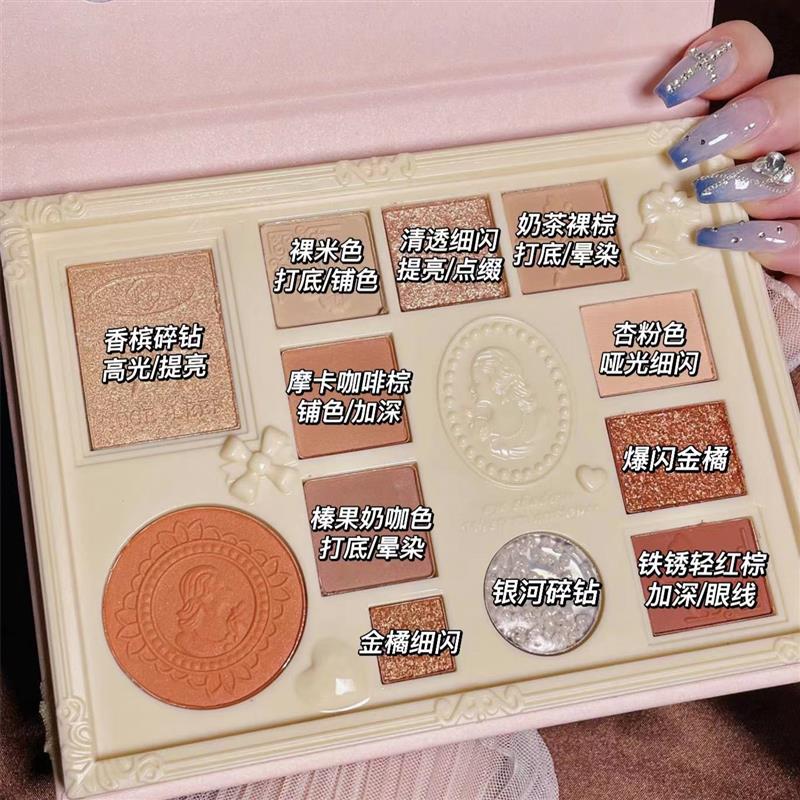 裸米色
打底/铺色
清透细闪
提亮/点缀
奶茶裸棕
打底/晕染
香槟碎钻
高光/提亮
杏粉色
哑光细闪
摩卡咖啡棕
铺色/加深
爆闪金橘
榛果奶咖色
打底/晕染
银河碎钻
铁锈轻红棕
加深/眼线
金橘细闪